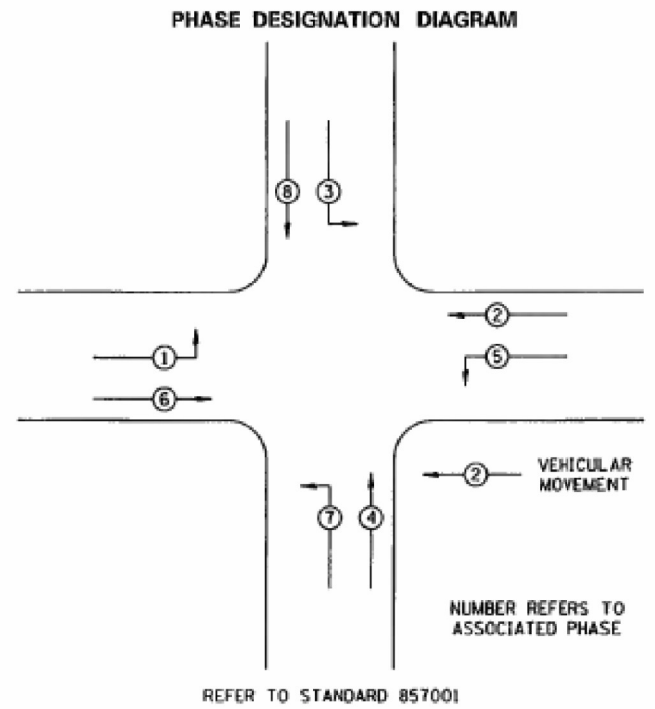 PHASE DESIGNATION DIAGRAM
8 3
2
1
5
6
2 VEHICULAR
MOVEMENT
7 4
NUMBER REFERS TO
ASSOCIATED PHASE
REFER TO STANDARD 857001